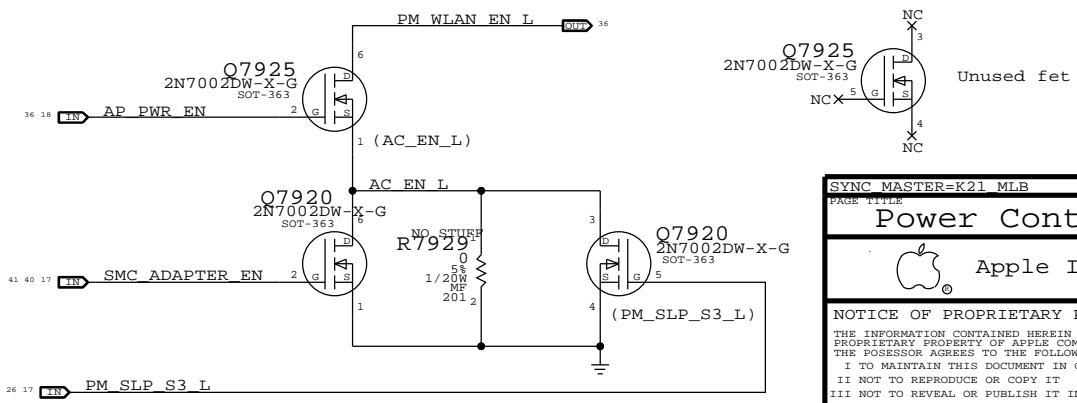 PM_WLAN_EN_L
OUT 36
6
Q7925
2N7002DW-X-G
SOT-363
D
36 18 IN AP_PWR_EN
2 G S
1 (AC_EN_L)
NC
3
Q7925
2N7002DW-X-G
SOT-363
D
Unused fet
NC 5 G S
4
NC
AC_EN_L
Q7920
2N7002DW-X-G
SOT-363
6
D
41 40 17 IN SMC_ADAPTER_EN
2 G S
1
NO STUFF
R7929 1
0
5%
1/20W
MF
201 2
3
Q7920
2N7002DW-X-G
SOT-363
D
S G 5
4
(PM_SLP_S3_L)
26 17 IN PM_SLP_S3_L
SYNC_MASTER=K21_MLB
PAGE TITLE
Power Cont
Apple I
®
NOTICE OF PROPRIETARY P
THE INFORMATION CONTAINED HEREIN
PROPRIETARY PROPERTY OF APPLE COM
THE POSESSOR AGREES TO THE FOLLOW
I TO MAINTAIN THIS DOCUMENT IN C
II NOT TO REPRODUCE OR COPY IT
III NOT TO REVEAL OR PUBLISH IT IN